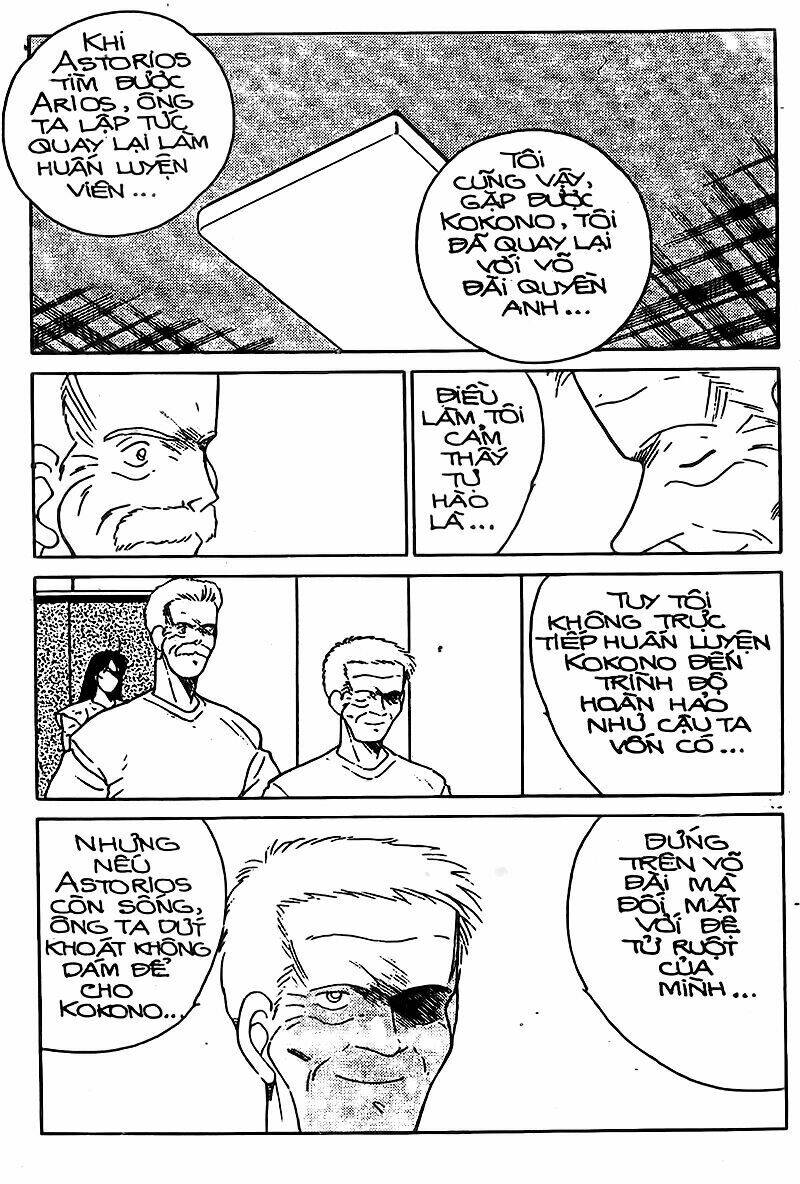 KHI
ASTORIOS
TÌM ĐƯỢC
ARIOS, ÔNG
TA LẬP TỨC
QUAY LẠI LÀM
HUẤN LUYỆN
VIÊN...
TÔI
CŨNG VẬY,
GẶP ĐƯỢC
KOKONO, TÔI
ĐÃ QUAY LẠI
VỚI VÕ
ĐÀI QUYỀN
ANH...
ĐIỀU
LÀM TÔI
CẢM
THẤY
TỰ
HÀO
LÀ...
TUY TÔI
KHÔNG TRỰC
TIẾP HUẤN LUYỆN
KOKONO ĐẾN
TRÌNH ĐỘ
HOÀN HẢO
NHƯ CẬU TA
VỐN CÓ...
NHƯNG
NẾU
ASTORIOS
CÒN SỐNG,
ÔNG TA DỨT
KHOÁT KHÔNG
DÁM ĐỂ
CHO
KOKONO...
ĐỨNG
TRÊN VÕ
ĐÀI MÀ
ĐỐI MẶT
VỚI ĐỆ
TỬ RUỘT
CỦA
MÌNH...